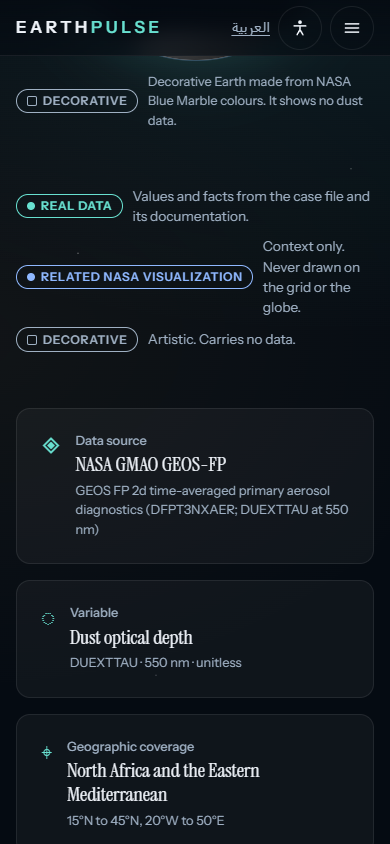 EARTHPULSE
العربية
DECORATIVE
Decorative Earth made from NASA
Blue Marble colours. It shows no dust
data.
REAL DATA
Values and facts from the case file and
its documentation.
RELATED NASA VISUALIZATION
Context only.
Never drawn on
the grid or the
globe.
DECORATIVE
Artistic. Carries no data.
Data source
NASA GMAO GEOS-FP
GEOS FP 2d time-averaged primary aerosol
diagnostics (DFPT3NXAER; DUEXTTAU at 550
nm)
Variable
Dust optical depth
DUEXTTAU · 550 nm · unitless
Geographic coverage
North Africa and the Eastern
Mediterranean
15°N to 45°N, 20°W to 50°E